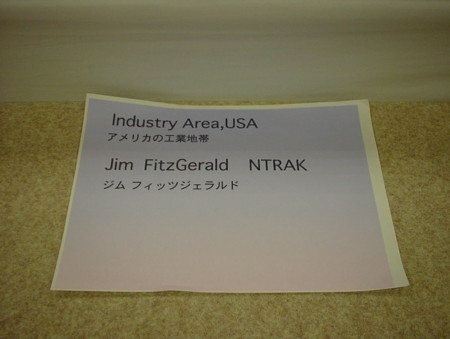 Industry Area,USA
アメリカの工業地帯
Jim FitzGerald NTRAK
ジム フィッツジェラルド